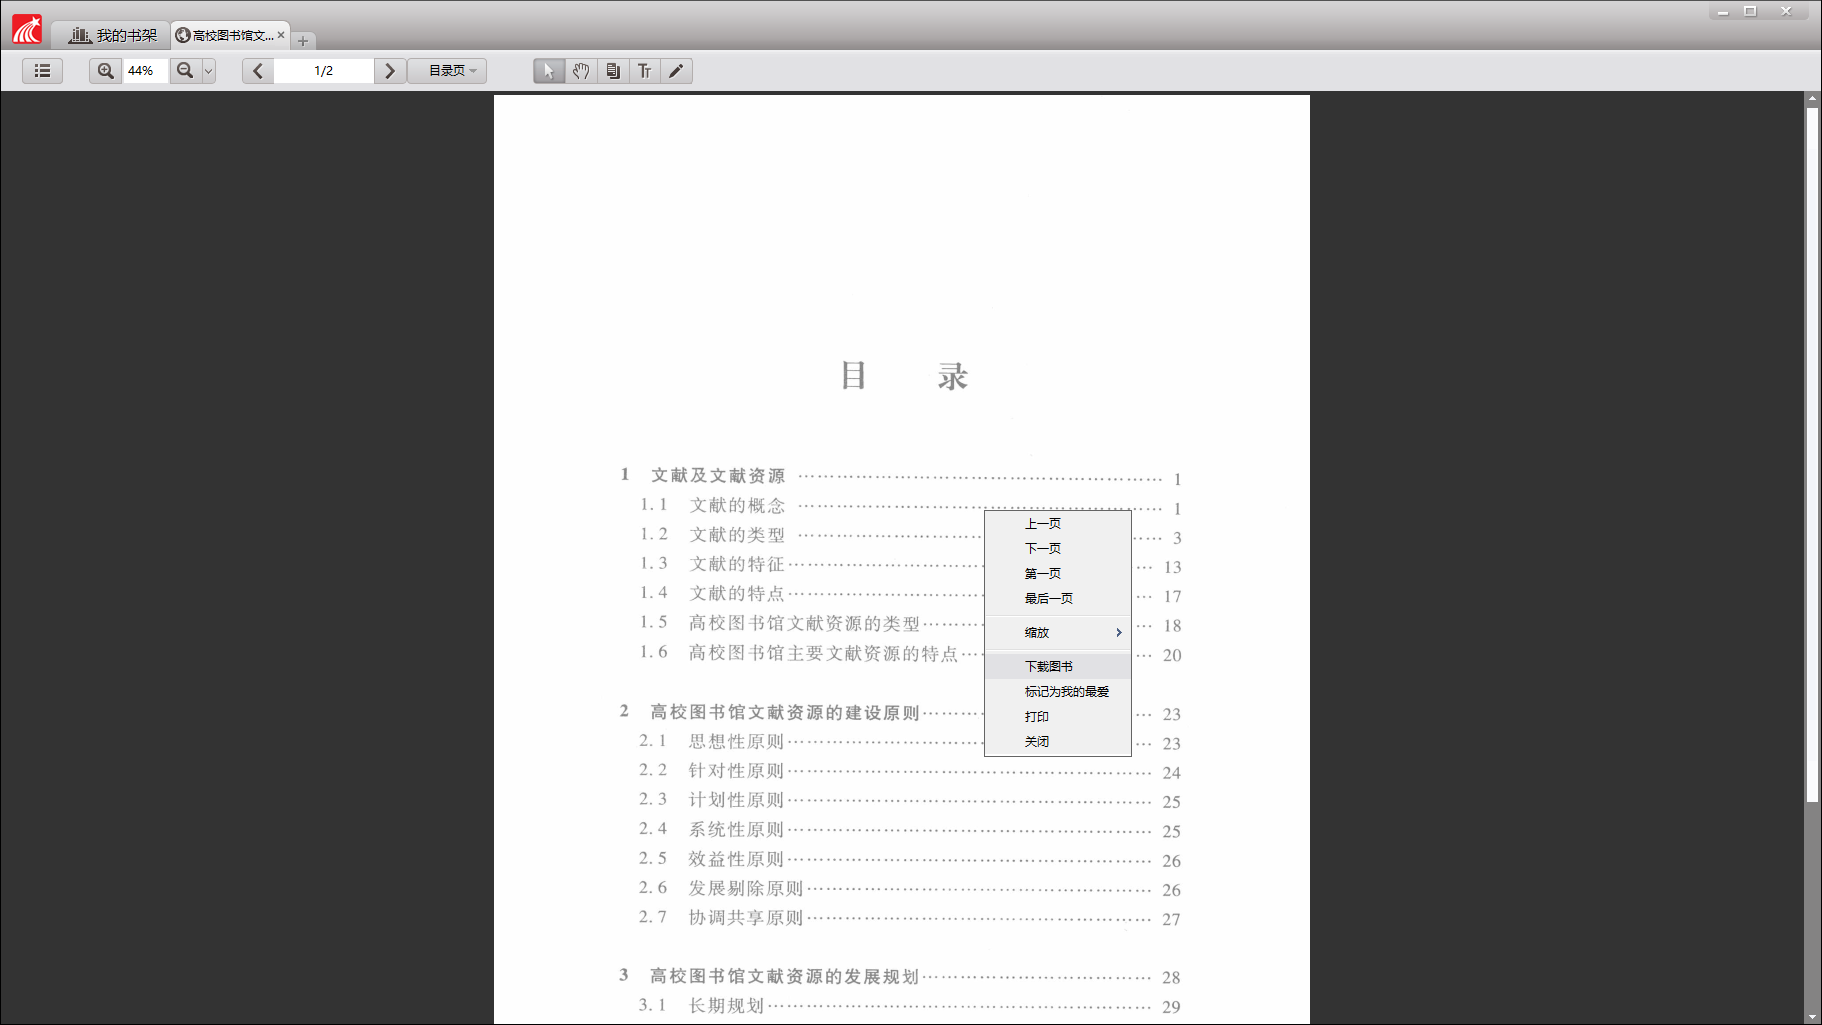 我的书架
高校图书馆文...
44%
1/2
目录页
目 录
1 文献及文献资源 ………………………………………………… 1
1.1 文献的概念 ………………………………………………… 1
1.2 文献的类型 ………………………… … 3
1.3 文献的特征 ………………………… … 13
1.4 文献的特点 ………………………… … 17
1.5 高校图书馆文献资源的类型 ……… … 18
1.6 高校图书馆主要文献资源的特点 … … 20
上一页
下一页
第一页
最后一页
缩放
下载图书
标记为我的最爱
打印
关闭
2 高校图书馆文献资源的建设原则 ……… … 23
2.1 思想性原则 ………………………… … 23
2.2 针对性原则 ………………………………………………… 24
2.3 计划性原则 ………………………………………………… 25
2.4 系统性原则 ………………………………………………… 25
2.5 效益性原则 ………………………………………………… 26
2.6 发展剔除原则 ……………………………………………… 26
2.7 协调共享原则 ……………………………………………… 27
3 高校图书馆文献资源的发展规划 ……………………………… 28
3.1 长期规划 …………………………………………………… 29